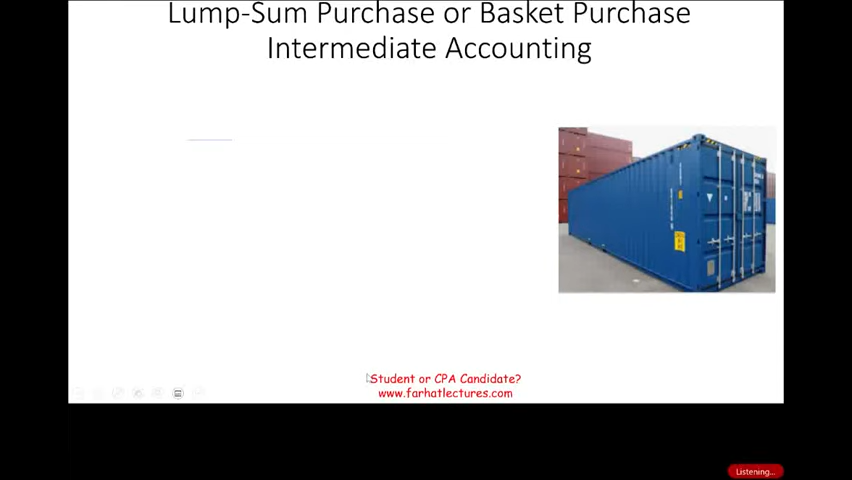 Lump-Sum Purchase or Basket Purchase
Intermediate Accounting
Student or CPA Candidate?
www.farhatlectures.com
Listening...